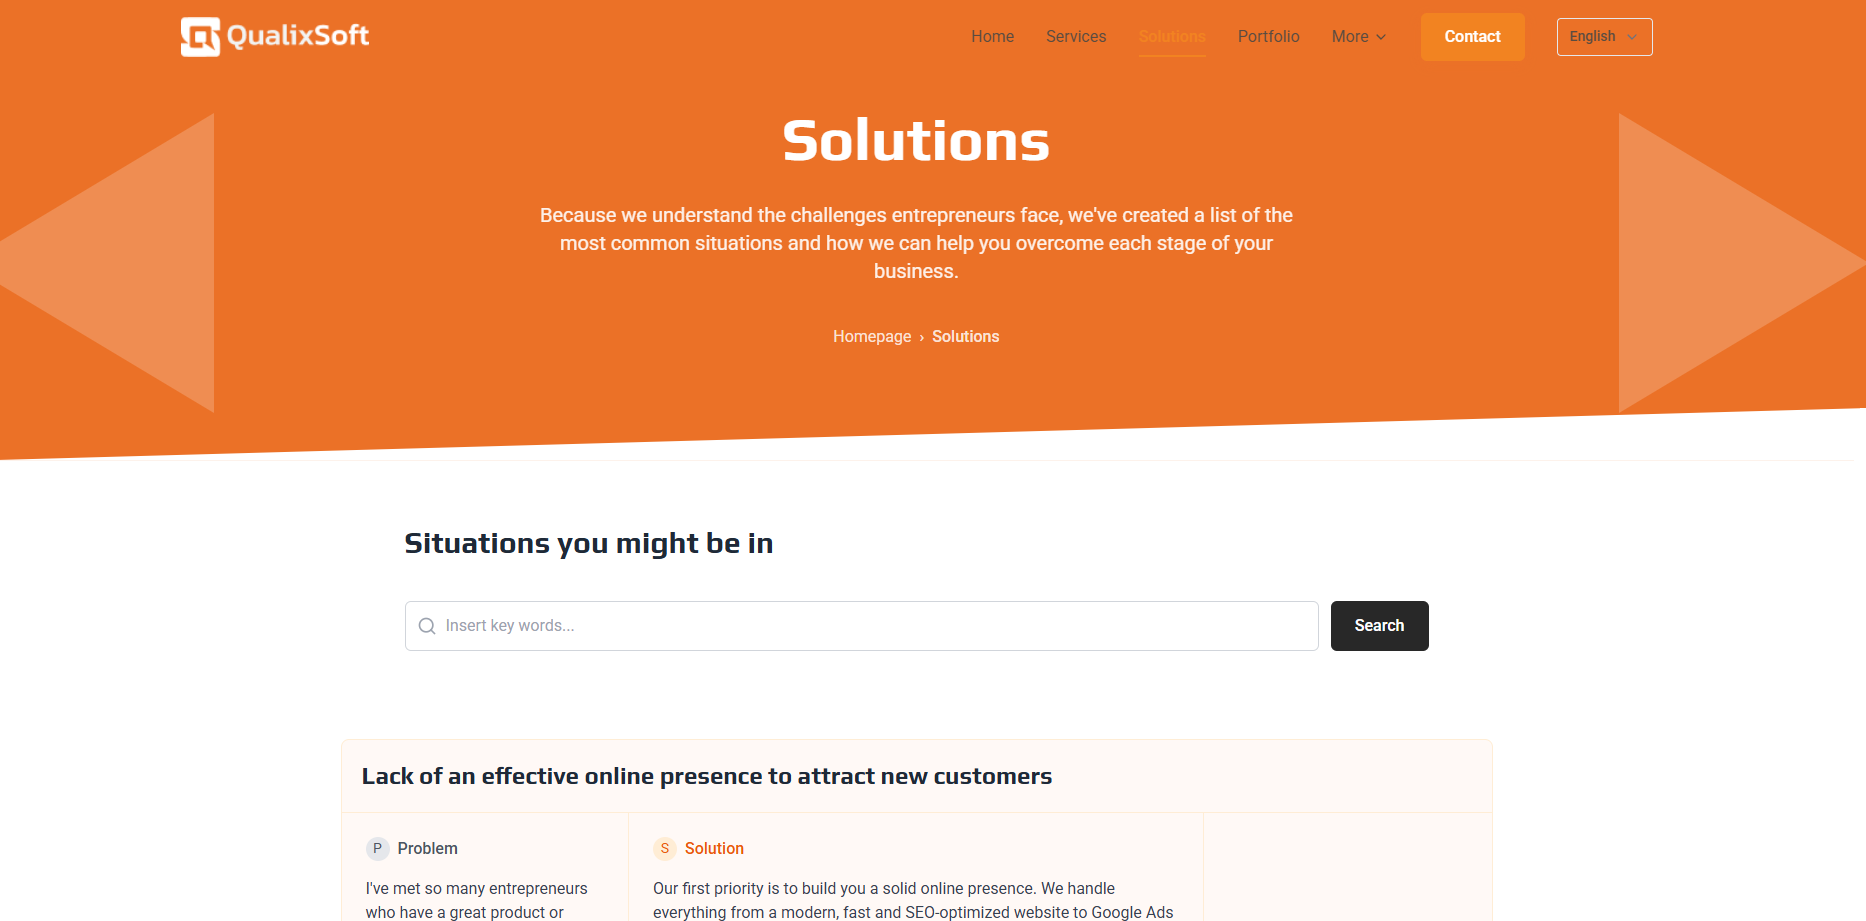 QualixSoft
Home Services Solutions Portfolio More Contact English
Solutions
Because we understand the challenges entrepreneurs face, we've created a list of the
most common situations and how we can help you overcome each stage of your
business.
Homepage › Solutions
Situations you might be in
Insert key words...
Search
Lack of an effective online presence to attract new customers
P Problem
I've met so many entrepreneurs
who have a great product or
S Solution
Our first priority is to build you a solid online presence. We handle
everything from a modern, fast and SEO-optimized website to Google Ads